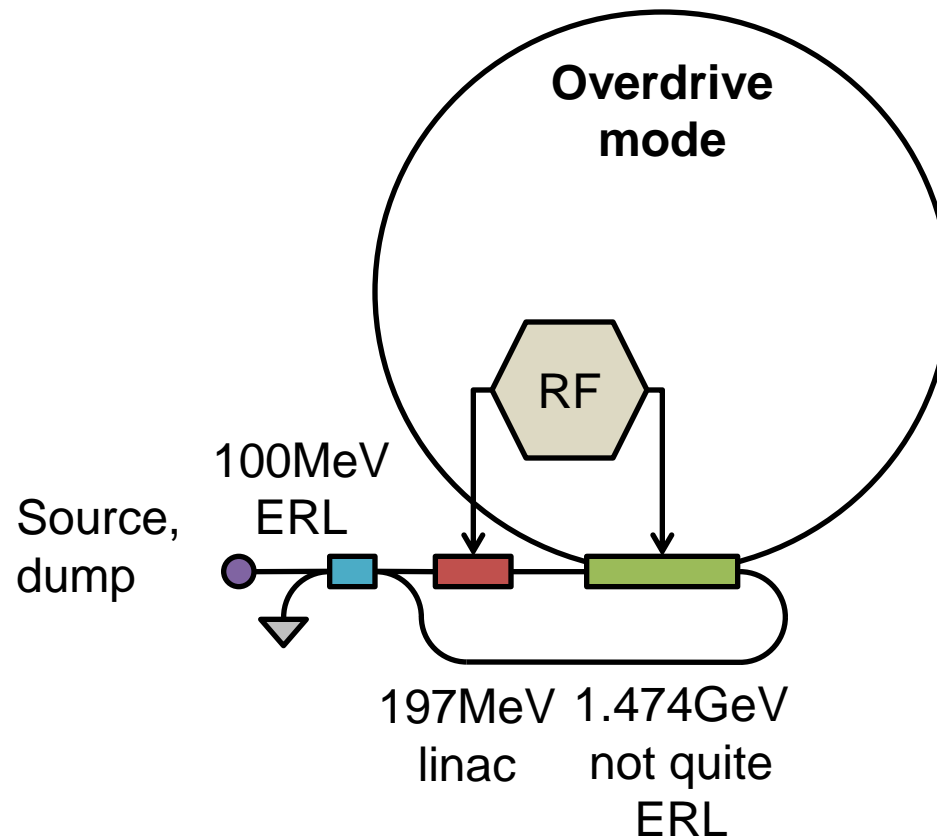 Overdrive
mode
RF
100MeV
ERL
Source,
dump
197MeV
linac
1.474GeV
not quite
ERL